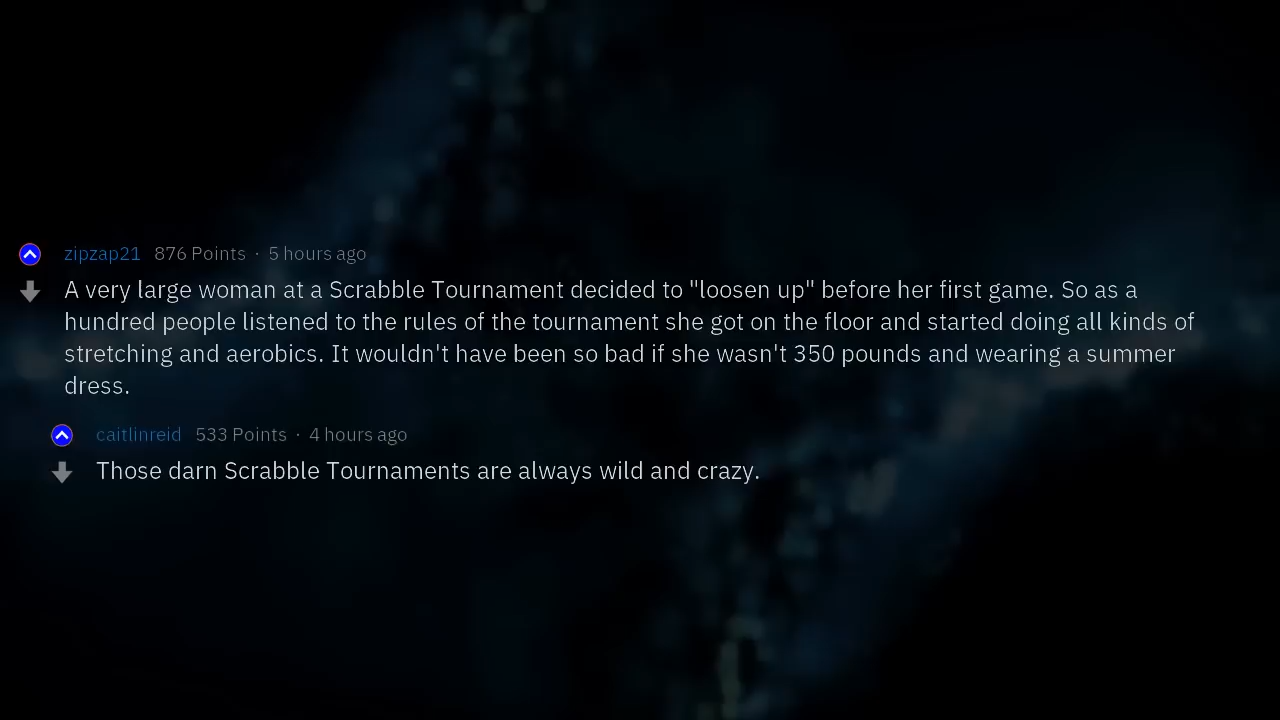 zipzap21 876 Points · 5 hours ago
A very large woman at a Scrabble Tournament decided to "loosen up" before her first game. So as a
hundred people listened to the rules of the tournament she got on the floor and started doing all kinds of
stretching and aerobics. It wouldn't have been so bad if she wasn't 350 pounds and wearing a summer
dress.
caitlinreid 533 Points · 4 hours ago
Those darn Scrabble Tournaments are always wild and crazy.